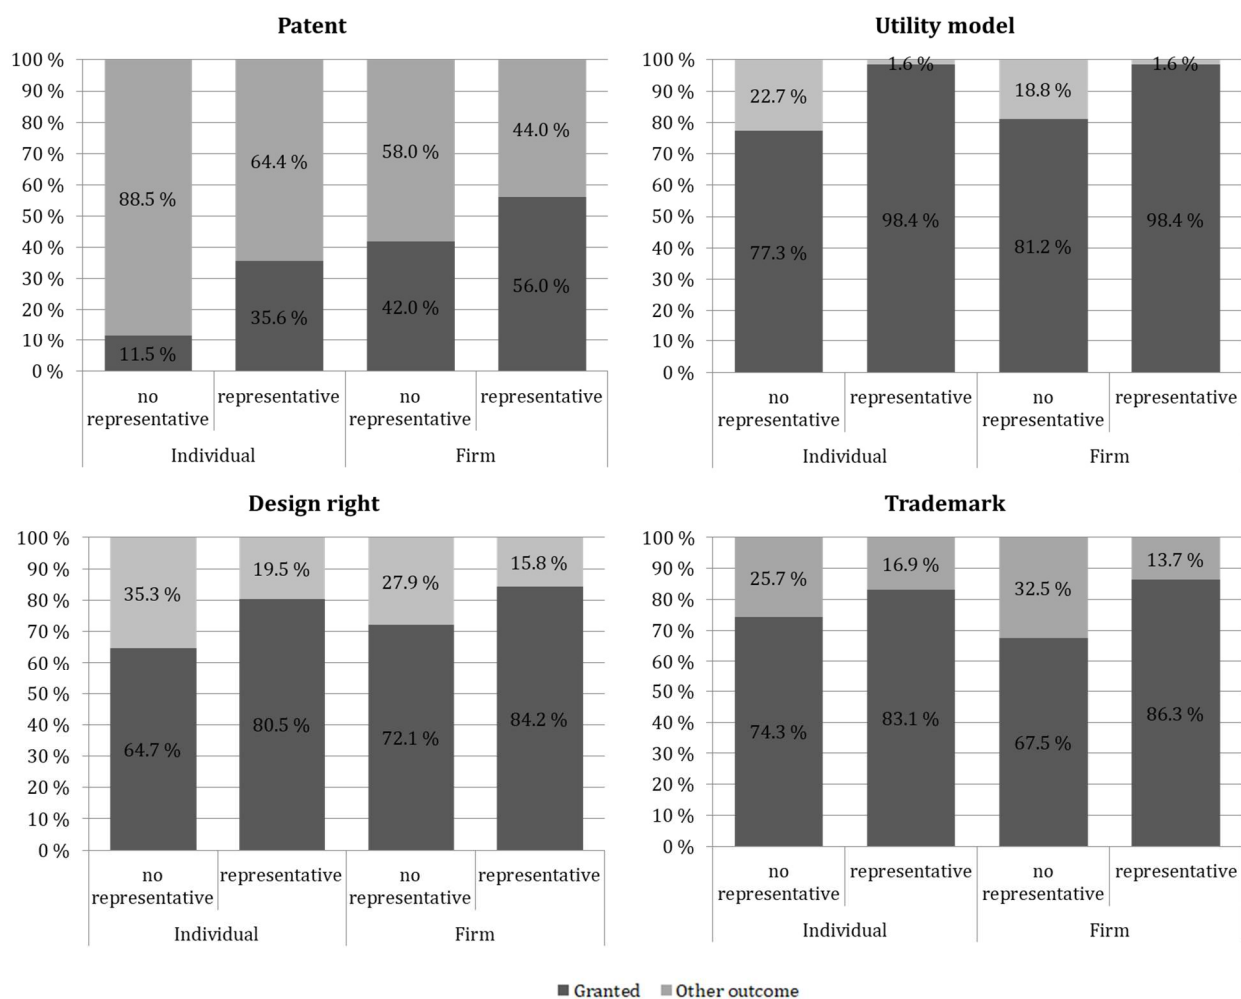 Patent
100 %
90 %
80 %
70 %
60 %
50 %
40 %
30 %
20 %
10 %
0 %
88.5 %
11.5 %
64.4 %
35.6 %
58.0 %
42.0 %
44.0 %
56.0 %
no
representative
representative
no
representative
representative
Individual
Firm
Utility model
100 %
90 %
80 %
70 %
60 %
50 %
40 %
30 %
20 %
10 %
0 %
22.7 %
77.3 %
1.6 %
98.4 %
18.8 %
81.2 %
1.6 %
98.4 %
no
representative
representative
no
representative
representative
Individual
Firm
Design right
100 %
90 %
80 %
70 %
60 %
50 %
40 %
30 %
20 %
10 %
0 %
35.3 %
64.7 %
19.5 %
80.5 %
27.9 %
72.1 %
15.8 %
84.2 %
no
representative
representative
no
representative
representative
Individual
Firm
Trademark
100 %
90 %
80 %
70 %
60 %
50 %
40 %
30 %
20 %
10 %
0 %
25.7 %
74.3 %
16.9 %
83.1 %
32.5 %
67.5 %
13.7 %
86.3 %
no
representative
representative
no
representative
representative
Individual
Firm
Granted
Other outcome